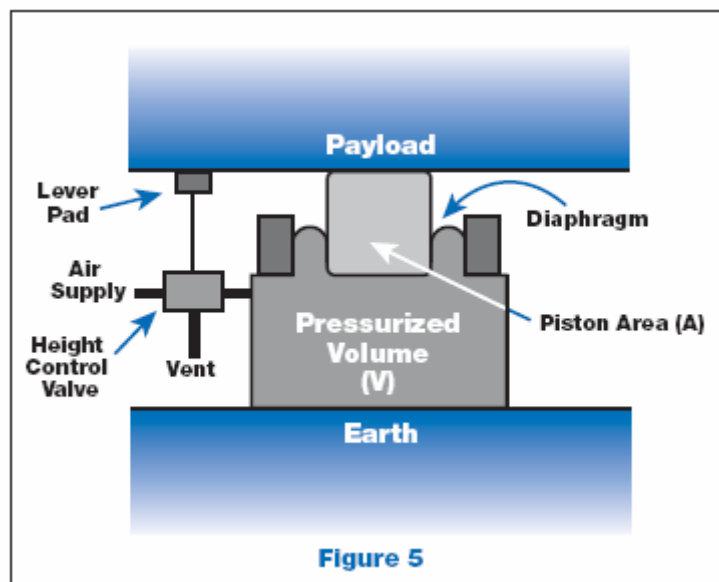 Payload
Lever
Pad
Diaphragm
Air
Supply
Piston Area (A)
Pressurized
Volume
(V)
Height
Control
Valve
Vent
Earth
Figure 5